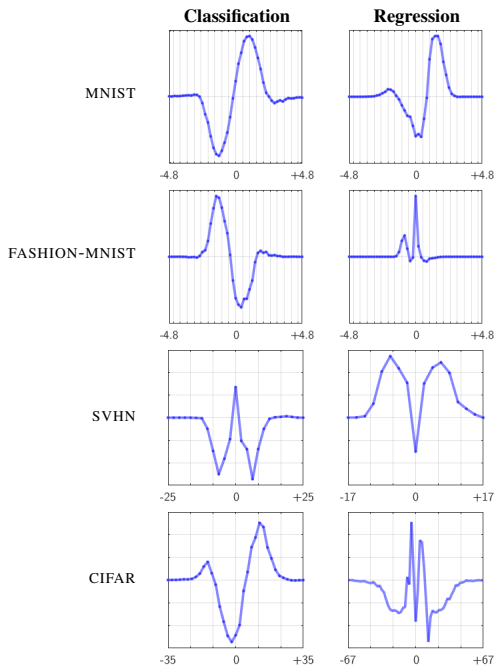 Classification Regression
MNIST
-4.8 0 +4.8 -4.8 0 +4.8
FASHION-MNIST
-4.8 0 +4.8 -4.8 0 +4.8
SVHN
-25 0 +25 -17 0 +17
CIFAR
-35 0 +35 -67 0 +67